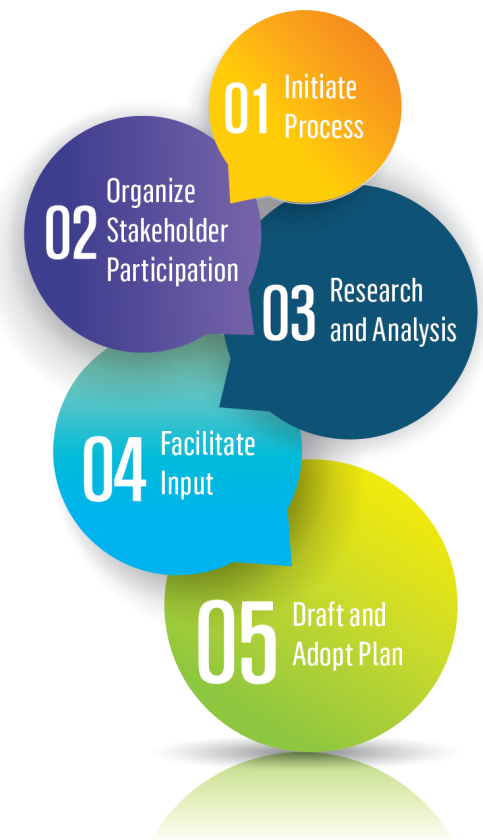 01
Initiate
Process
02
Organize
Stakeholder
Participation
03
Research
and Analysis
04
Facilitate
Input
05
Draft and
Adopt Plan